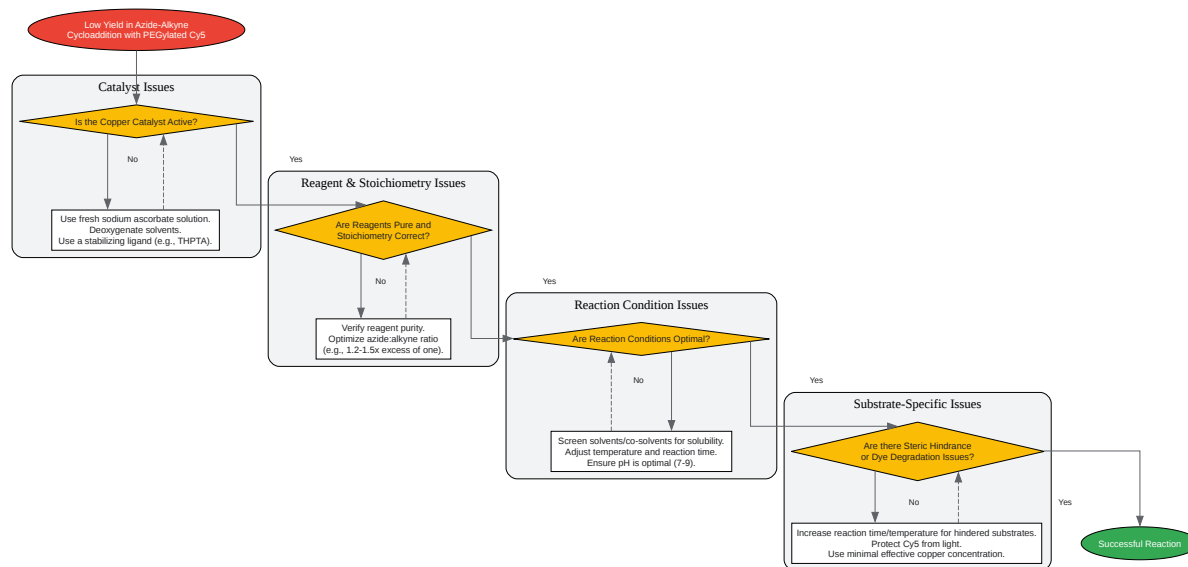 Low Yield in Azide-Alkyne
Cycloaddition with PEGylated Cy5
Catalyst Issues
Is the Copper Catalyst Active?
No
Yes
Use fresh sodium ascorbate solution.
Deoxygenate solvents.
Use a stabilizing ligand (e.g., THPTA).
Reagent & Stoichiometry Issues
Are Reagents Pure and
Stoichiometry Correct?
No
Yes
Verify reagent purity.
Optimize azide:alkyne ratio
(e.g., 1.2-1.5x excess of one).
Reaction Condition Issues
Are Reaction Conditions Optimal?
No
Yes
Screen solvents/co-solvents for solubility.
Adjust temperature and reaction time.
Ensure pH is optimal (7-9).
Substrate-Specific Issues
Are there Steric Hindrance
or Dye Degradation Issues?
No
Yes
Increase reaction time/temperature for hindered substrates.
Protect Cy5 from light.
Use minimal effective copper concentration.
Successful Reaction